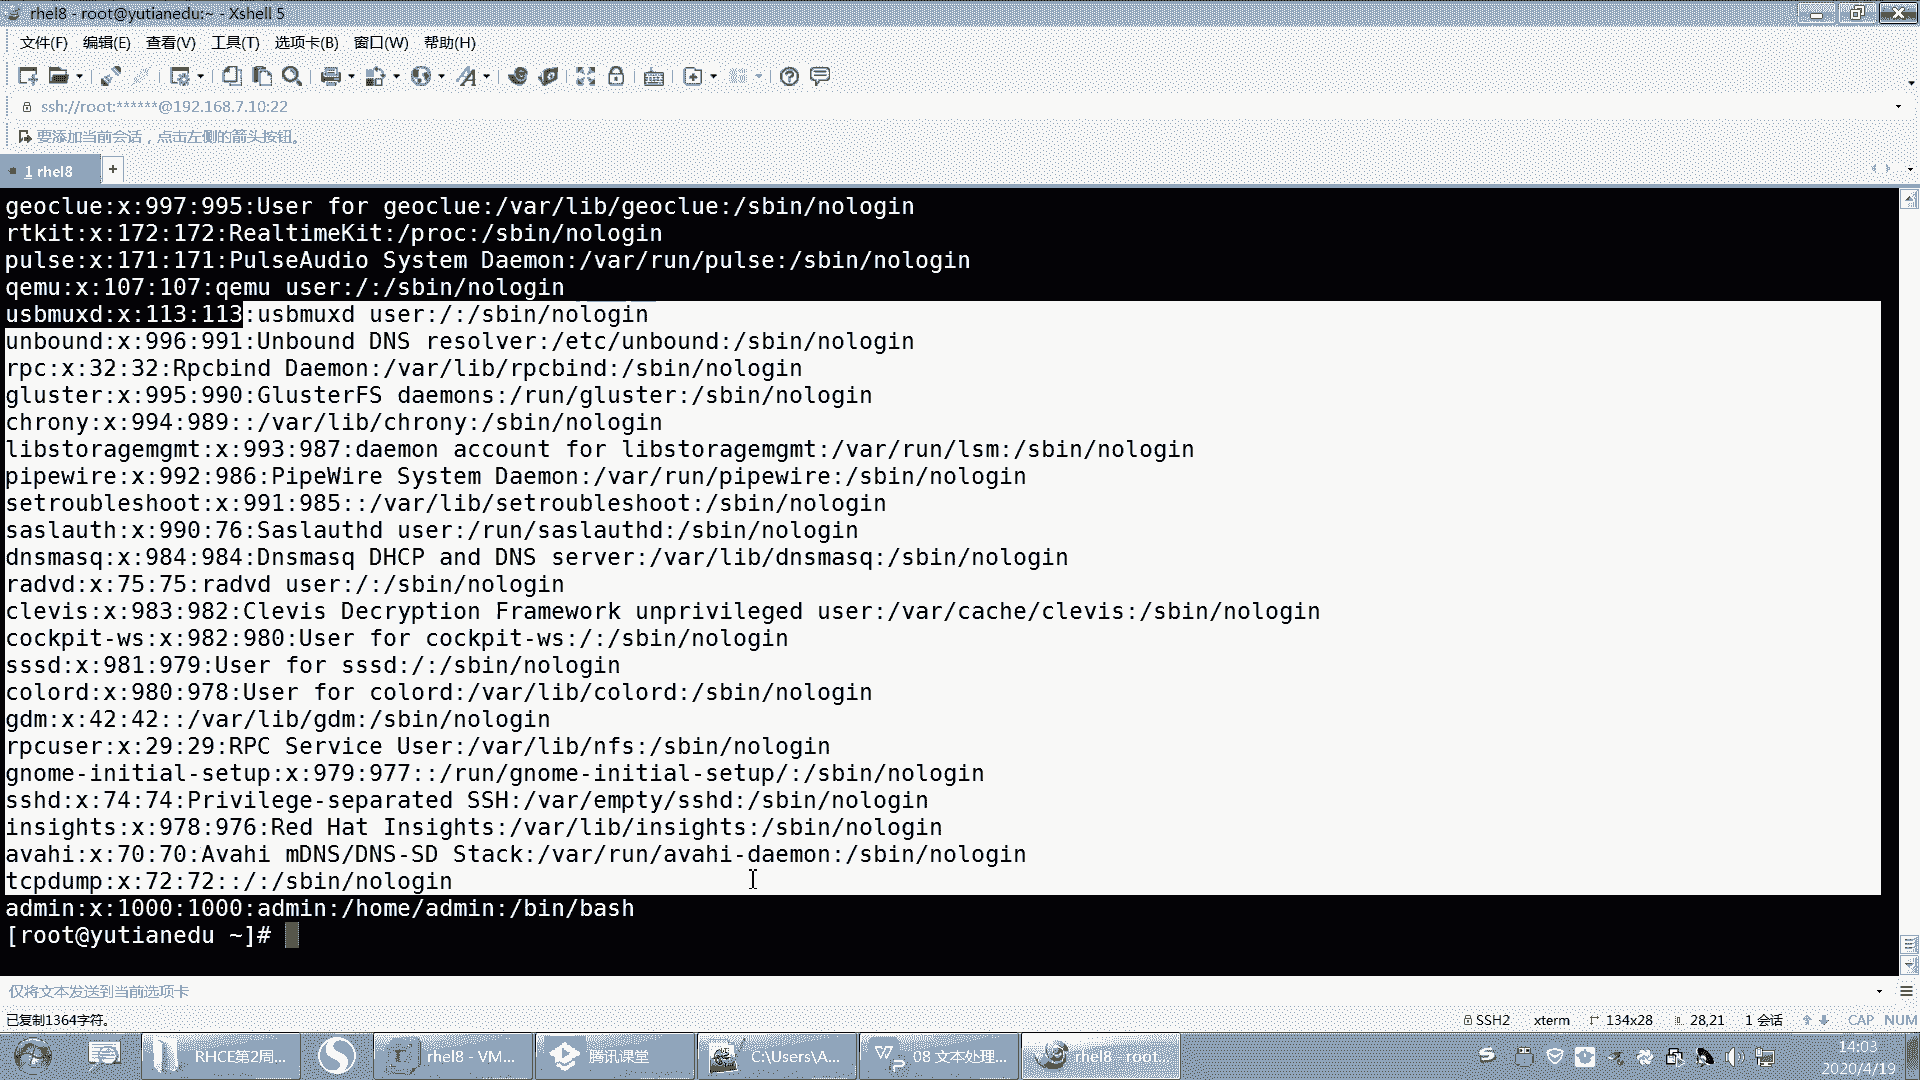 rhel8 - root@yutianedu:~ - Xshell 5
文件(F) 编辑(E) 查看(V) 工具(T) 选项卡(B) 窗口(W) 帮助(H)
ssh://root:******@192.168.7.10:22
要添加当前会话，点击左侧的箭头按钮。
1 rhel8 +
geoclue:x:997:995:User for geoclue:/var/lib/geoclue:/sbin/nologin
rtkit:x:172:172:RealtimeKit:/proc:/sbin/nologin
pulse:x:171:171:PulseAudio System Daemon:/var/run/pulse:/sbin/nologin
qemu:x:107:107:qemu user:/:/sbin/nologin
usbmuxd:x:113:113:usbmuxd user:/:/sbin/nologin
unbound:x:996:991:Unbound DNS resolver:/etc/unbound:/sbin/nologin
rpc:x:32:32:Rpcbind Daemon:/var/lib/rpcbind:/sbin/nologin
gluster:x:995:990:GlusterFS daemons:/run/gluster:/sbin/nologin
chrony:x:994:989::/var/lib/chrony:/sbin/nologin
libstoragemgmt:x:993:987:daemon account for libstoragemgmt:/var/run/lsm:/sbin/nologin
pipewire:x:992:986:PipeWire System Daemon:/var/run/pipewire:/sbin/nologin
setroubleshoot:x:991:985::/var/lib/setroubleshoot:/sbin/nologin
saslauth:x:990:76:Saslauthd user:/run/saslauthd:/sbin/nologin
dnsmasq:x:984:984:Dnsmasq DHCP and DNS server:/var/lib/dnsmasq:/sbin/nologin
radvd:x:75:75:radvd user:/:/sbin/nologin
clevis:x:983:982:Clevis Decryption Framework unprivileged user:/var/cache/clevis:/sbin/nologin
cockpit-ws:x:982:980:User for cockpit-ws:/:/sbin/nologin
sssd:x:981:979:User for sssd:/:/sbin/nologin
colord:x:980:978:User for colord:/var/lib/colord:/sbin/nologin
gdm:x:42:42::/var/lib/gdm:/sbin/nologin
rpcuser:x:29:29:RPC Service User:/var/lib/nfs:/sbin/nologin
gnome-initial-setup:x:979:977::/run/gnome-initial-setup/:/sbin/nologin
sshd:x:74:74:Privilege-separated SSH:/var/empty/sshd:/sbin/nologin
insights:x:978:976:Red Hat Insights:/var/lib/insights:/sbin/nologin
avahi:x:70:70:Avahi mDNS/DNS-SD Stack:/var/run/avahi-daemon:/sbin/nologin
tcpdump:x:72:72::/:/sbin/nologin
admin:x:1000:1000:admin:/home/admin:/bin/bash
[root@yutianedu ~]#
仅将文本发送到当前选项卡
已复制1364字符。 SSH2 xterm 134x28 28,21 1 会话 CAP NUM
RHCE第2周... rhel8 - VM... 腾讯课堂 C:\Users\A... 08 文本处理... rhel8 - root... 14:03
2020/4/19